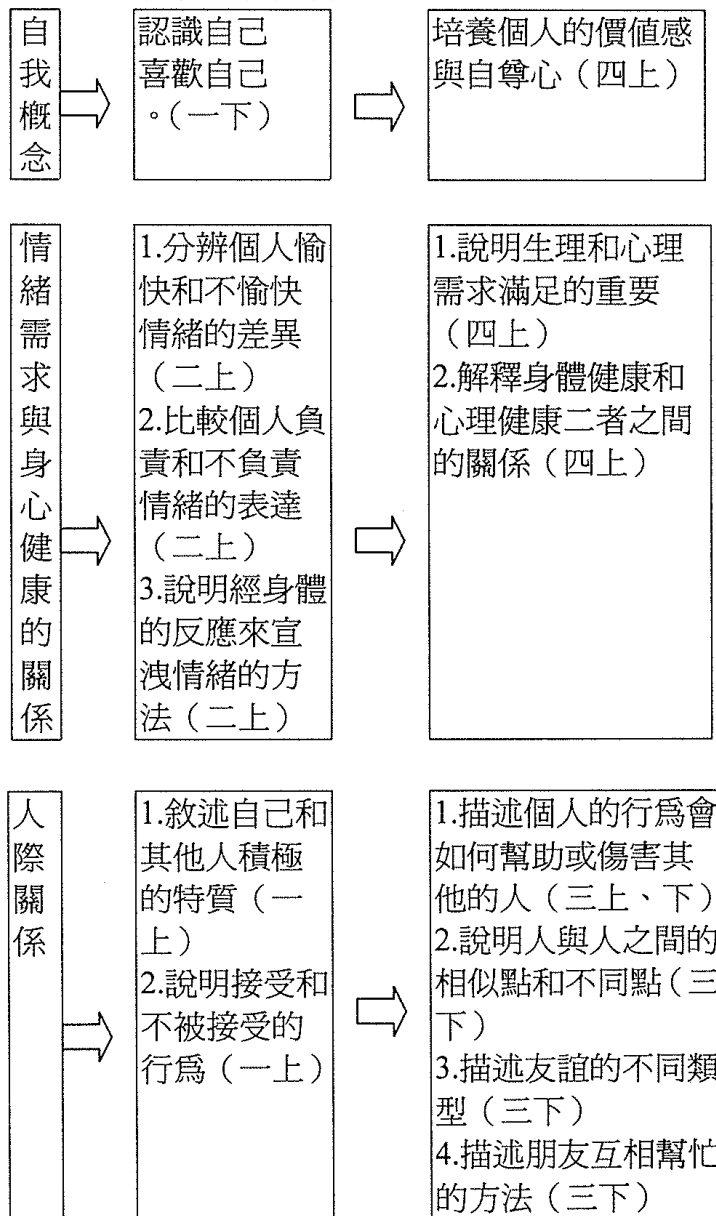 自我概念
認識自己
喜歡自己
。(一下)
培養個人的價值感
與自尊心(四上)
情緒需求與身心健康的關係
1.分辨個人愉
快和不愉快
情緒的差異
(二上)
2.比較個人負
責和不負責
情緒的表達
(二上)
3.說明經身體
的反應來宣
洩情緒的方
法(二上)
1.說明生理和心理
需求滿足的重要
(四上)
2.解釋身體健康和
心理健康二者之間
的關係(四上)
人際關係
1.敘述自己和
其他人積極
的特質(一
上)
2.說明接受和
不被接受的
行爲(一上)
1.描述個人的行爲會
如何幫助或傷害其
他的人(三上、下)
2.說明人與人之間的
相似點和不同點(三
下)
3.描述友誼的不同類
型(三下)
4.描述朋友互相幫忙
的方法(三下)